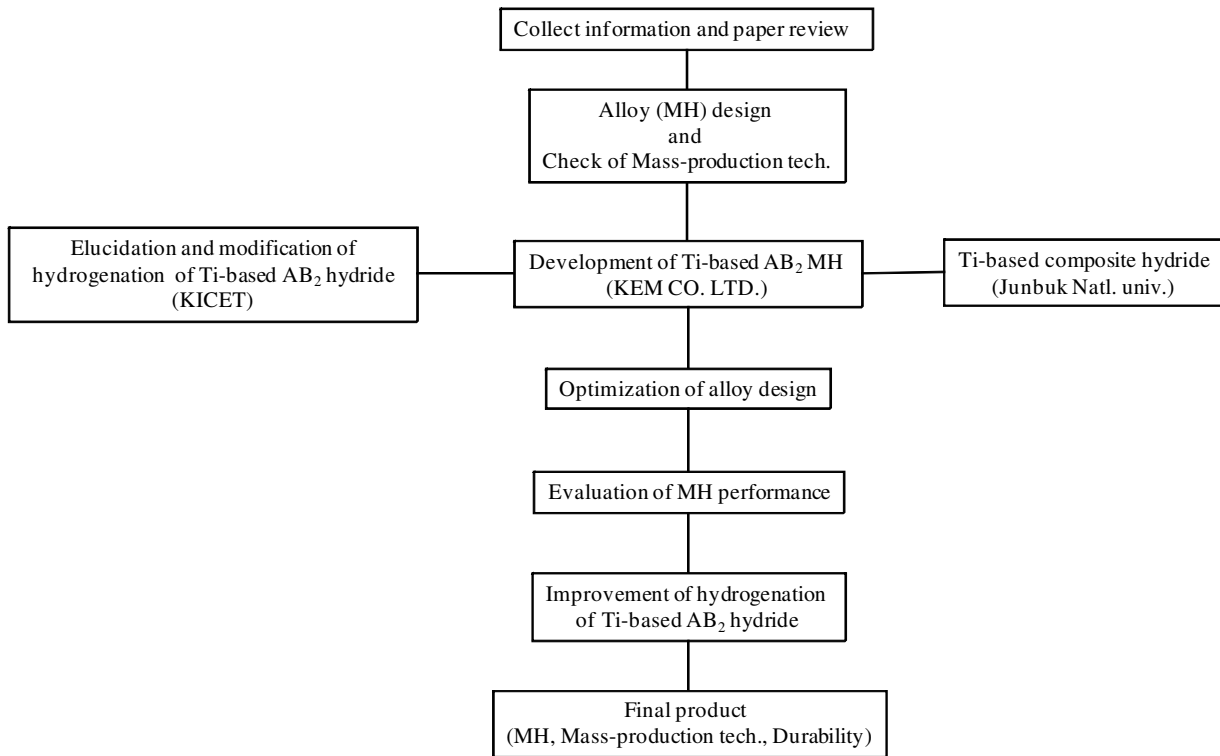 Collect information and paper review
Alloy (MH) design
and
Check of Mass-production tech.
Elucidation and modification of
hydrogenation of Ti-based AB₂ hydride
(KICET)
Development of Ti-based AB₂ MH
(KEM CO. LTD.)
Ti-based composite hydride
(Junbuk Natl. univ.)
Optimization of alloy design
Evaluation of MH performance
Improvement of hydrogenation
of Ti-based AB₂ hydride
Final product
(MH, Mass-production tech., Durability)